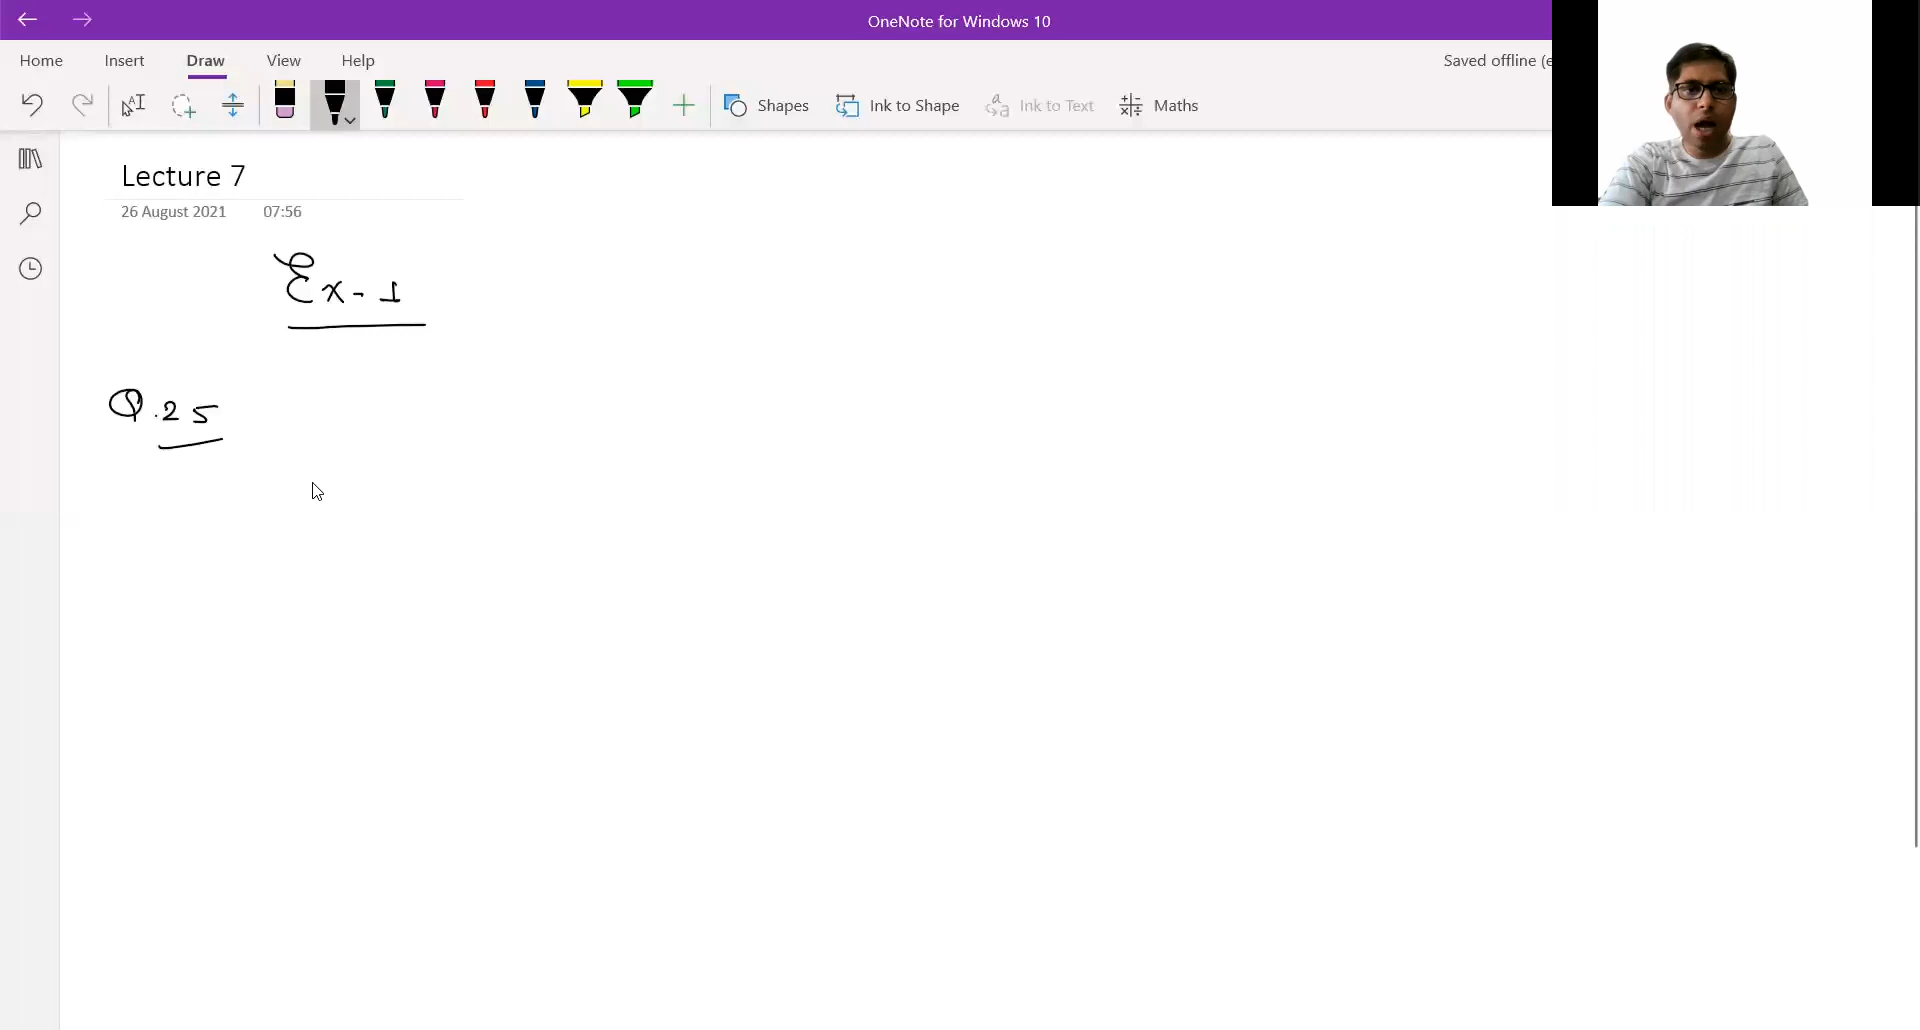 OneNote for Windows 10
Home Insert Draw View Help Saved offline (e
Shapes Ink to Shape Ink to Text Maths
Lecture 7
26 August 2021 07:56
Ex-1
Q.25